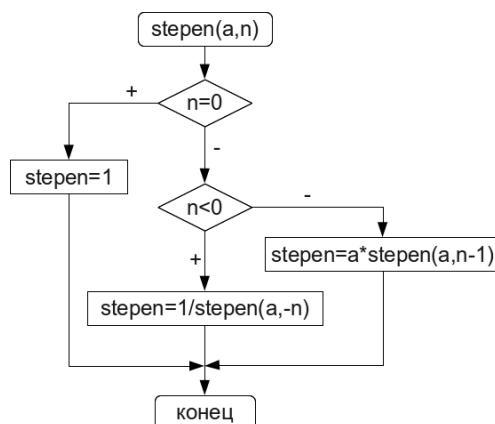 stepen(a,n)
+
n=0
-
stepen=1
n<0
-
+
stepen=a*stepen(a,n-1)
stepen=1/stepen(a,-n)
конец